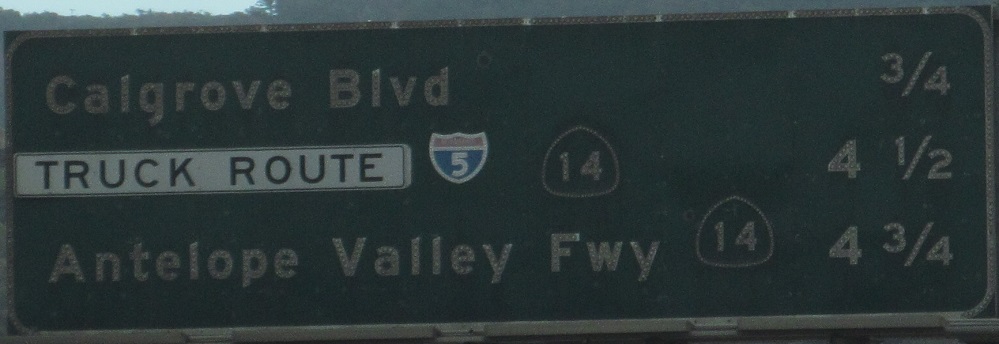 Calgrove Blvd 3/4
TRUCK ROUTE 5 14 4 1/2
Antelope Valley Fwy 14 4 3/4